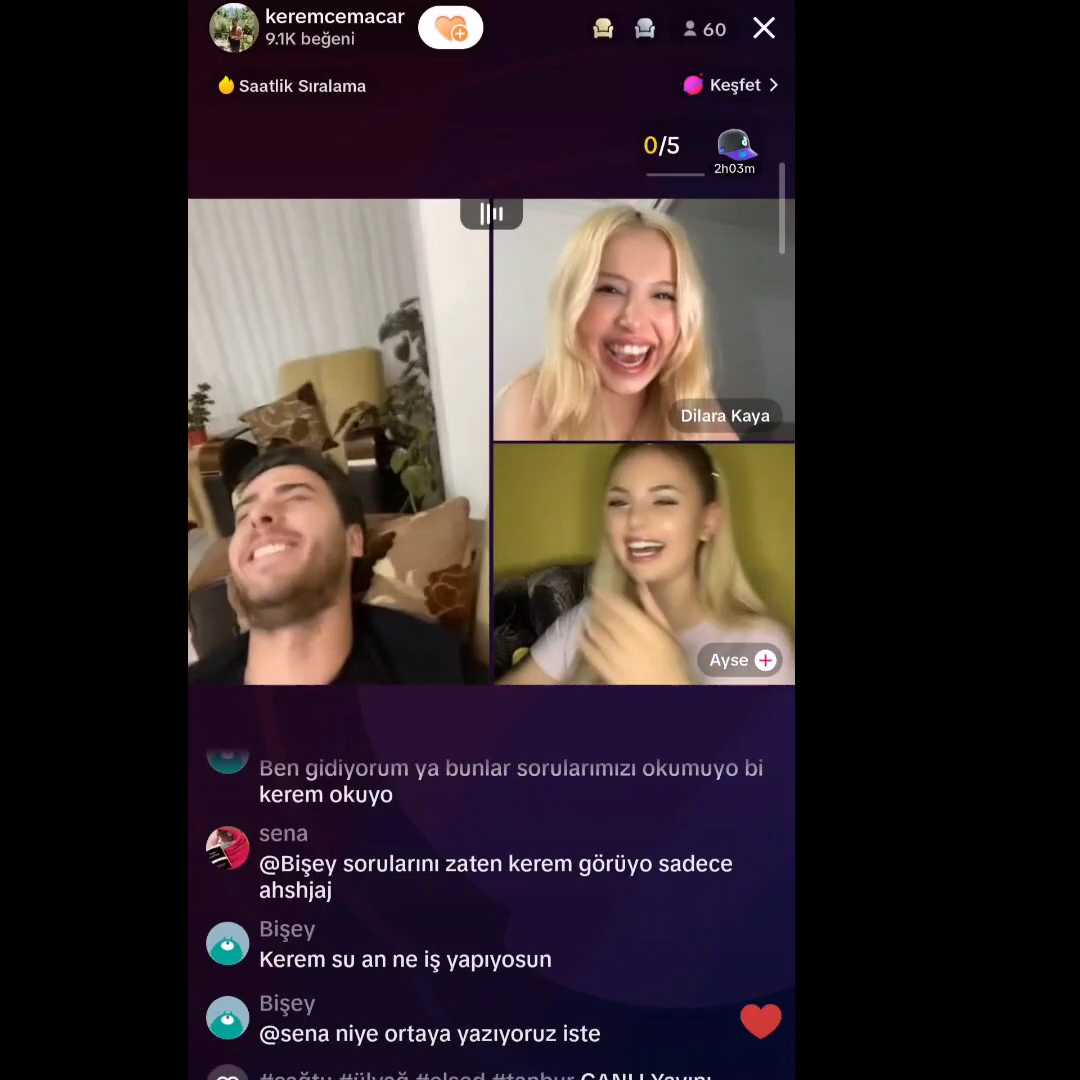 keremcemacar
9.1K beğeni
60
Saatlik Sıralama
Keşfet
0/5
2h03m
Dilara Kaya
Ayse
Ben gidiyorum ya bunlar sorularımızı okumuyo bi
kerem okuyo
sena
@Bişey sorularını zaten kerem görüyo sadece
ahshjaj
Bişey
Kerem su an ne iş yapıyosun
Bişey
@sena niye ortaya yazıyoruz iste